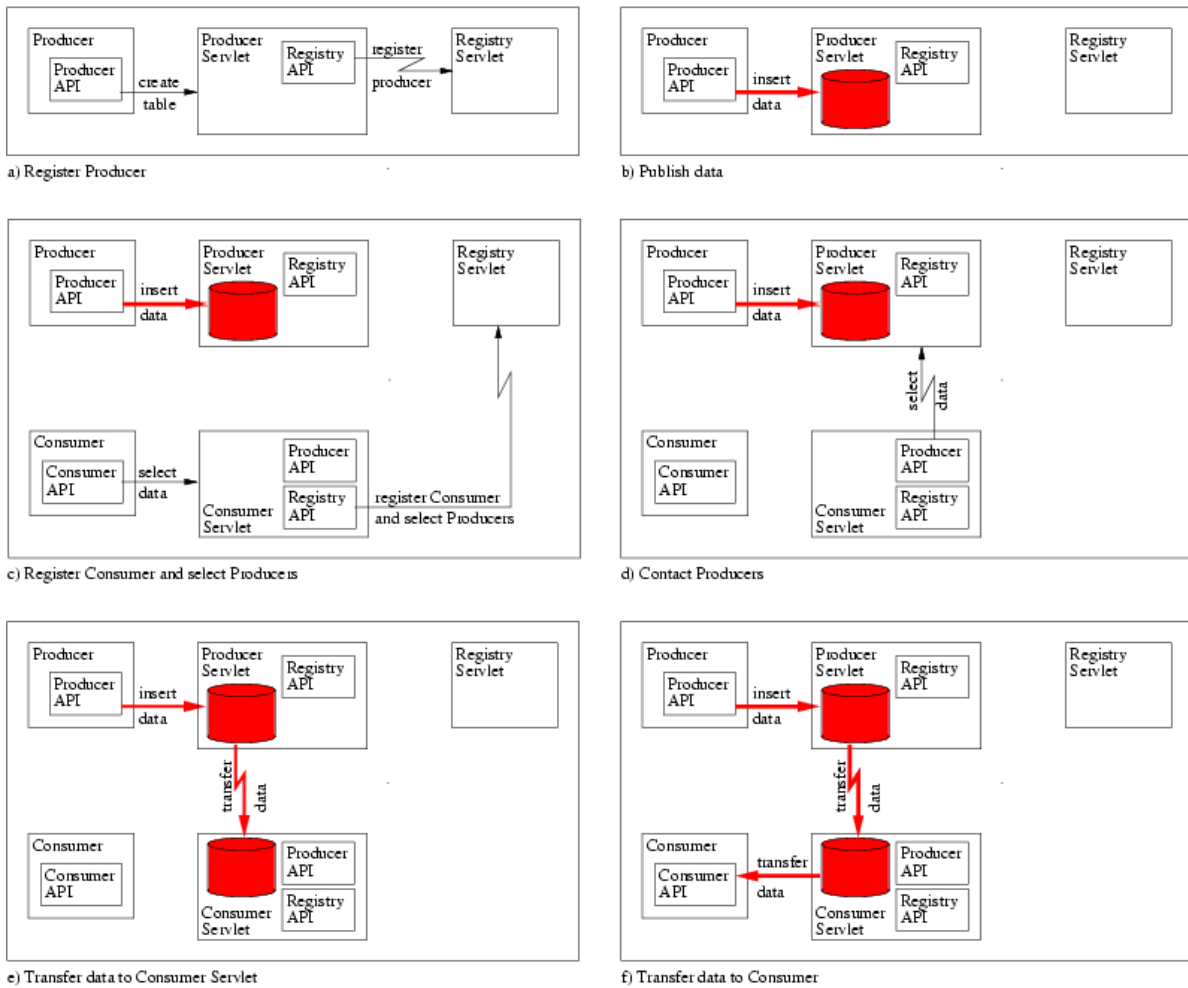 Producer
Producer
API
create
table
Producer
Servlet
Registry
API
register
producer
Registry
Servlet
a) Register Producer
Producer
Producer
API
insert
data
Producer
Servlet
Registry
API
Registry
Servlet
b) Publish data
Producer
Producer
API
insert
data
Producer
Servlet
Registry
API
Registry
Servlet
Consumer
Consumer
API
select
data
Producer
API
Registry
API
Consumer
Servlet
register Consumer
and select Producers
c) Register Consumer and select Producers
Producer
Producer
API
insert
data
Producer
Servlet
Registry
API
Registry
Servlet
select
data
Consumer
Consumer
API
Producer
API
Registry
API
Consumer
Servlet
d) Contact Producers
Producer
Producer
API
insert
data
Producer
Servlet
Registry
API
Registry
Servlet
transfer
data
Consumer
Consumer
API
Producer
API
Registry
API
Consumer
Servlet
e) Transfer data to Consumer Servlet
Producer
Producer
API
insert
data
Producer
Servlet
Registry
API
Registry
Servlet
transfer
data
Consumer
Consumer
API
transfer
data
Producer
API
Registry
API
Consumer
Servlet
f) Transfer data to Consumer